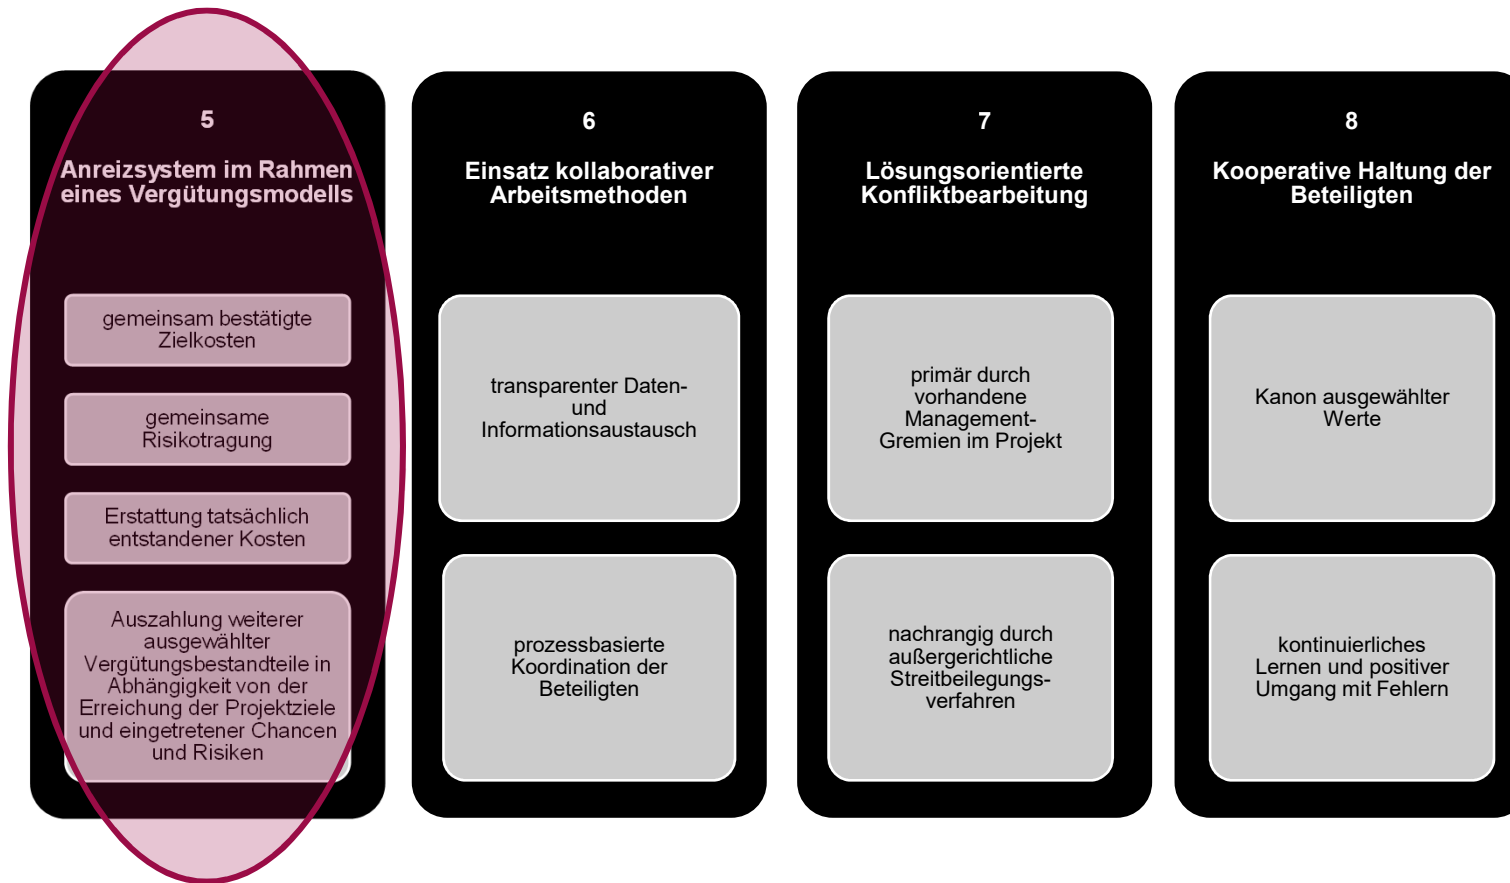 5
Anreizsystem im Rahmen
eines Vergütungsmodells
gemeinsam bestätigte
Zielkosten
gemeinsame
Risikotragung
Erstattung tatsächlich
entstandener Kosten
Auszahlung weiterer
ausgewählter
Vergütungsbestandteile in
Abhängigkeit von der
Erreichung der Projektziele
und eingetretener Chancen
und Risiken
6
Einsatz kollaborativer
Arbeitsmethoden
transparenter Daten-
und
Informationsaustausch
prozessbasierte
Koordination der
Beteiligten
7
Lösungsorientierte
Konfliktbearbeitung
primär durch
vorhandene
Management-
Gremien im Projekt
nachrangig durch
außergerichtliche
Streitbeilegungs-
verfahren
8
Kooperative Haltung der
Beteiligten
Kanon ausgewählter
Werte
kontinuierliches
Lernen und positiver
Umgang mit Fehlern